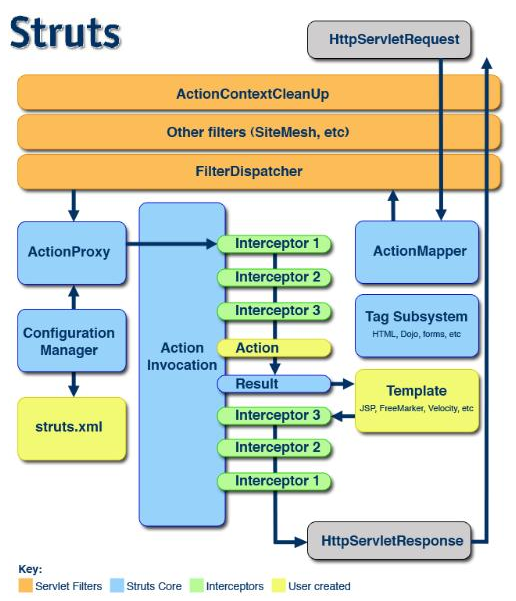 Struts
HttpServletRequest
ActionContextCleanUp
Other filters (SiteMesh, etc)
FilterDispatcher
ActionProxy
Configuration
Manager
struts.xml
Action
Invocation
Interceptor 1
Interceptor 2
Interceptor 3
Action
Result
Interceptor 3
Interceptor 2
Interceptor 1
ActionMapper
Tag Subsystem
HTML, Dojo, forms, etc
Template
JSP, FreeMarker, Velocity, etc
HttpServletResponse
Key:
Servlet Filters
Struts Core
Interceptors
User created